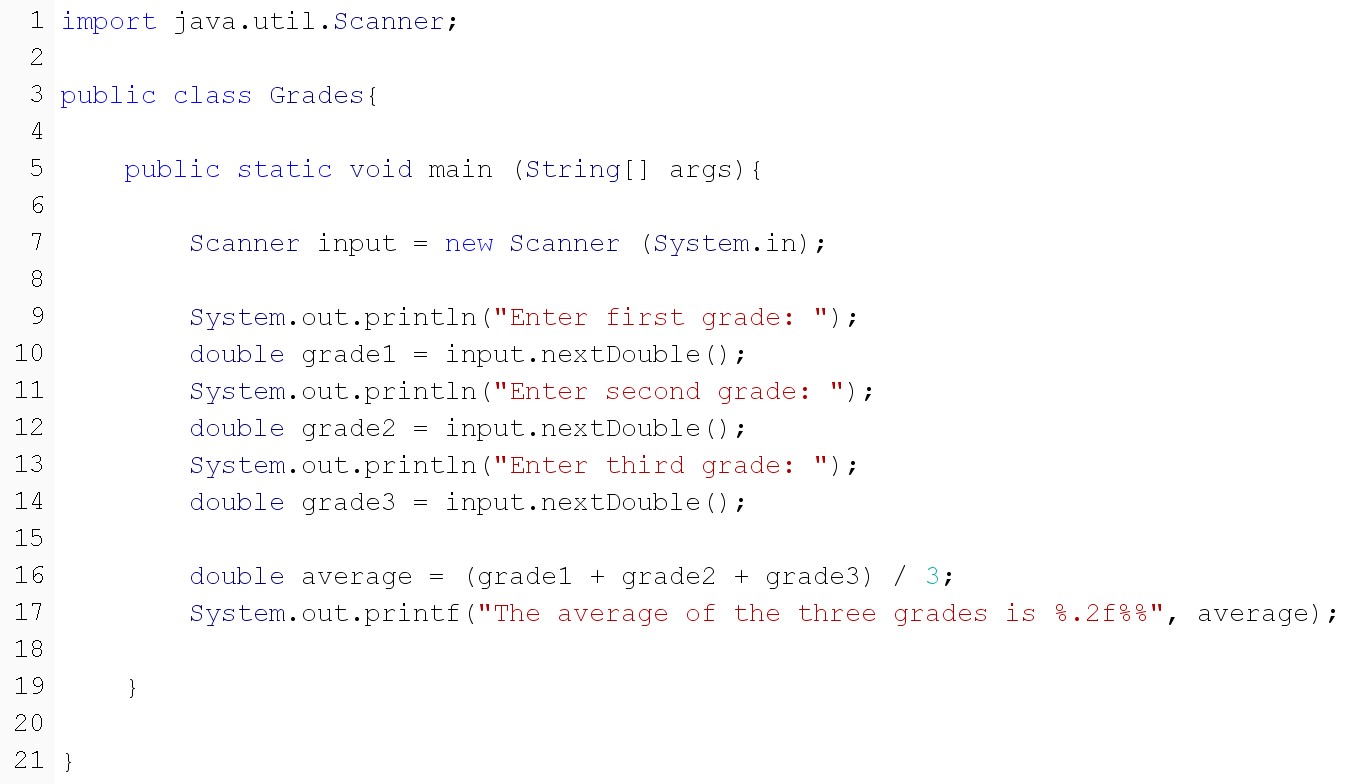 1 import java.util.Scanner;
2
3 public class Grades{
4
5     public static void main (String[] args){
6
7         Scanner input = new Scanner (System.in);
8
9         System.out.println("Enter first grade: ");
10         double grade1 = input.nextDouble();
11         System.out.println("Enter second grade: ");
12         double grade2 = input.nextDouble();
13         System.out.println("Enter third grade: ");
14         double grade3 = input.nextDouble();
15
16         double average = (grade1 + grade2 + grade3) / 3;
17         System.out.printf("The average of the three grades is %.2f%%", average);
18
19     }
20
21 }